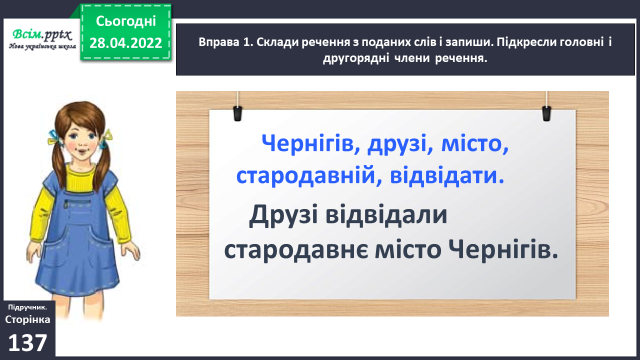 Всім.pptx
Нова українська школа
Сьогодні
28.04.2022
Вправа 1. Склади речення з поданих слів і запиши. Підкресли головні і
другорядні члени речення.
Чернігів, друзі, місто,
стародавній, відвідати.
Друзі відвідали
стародавнє місто Чернігів.
Підручник.
Сторінка
137